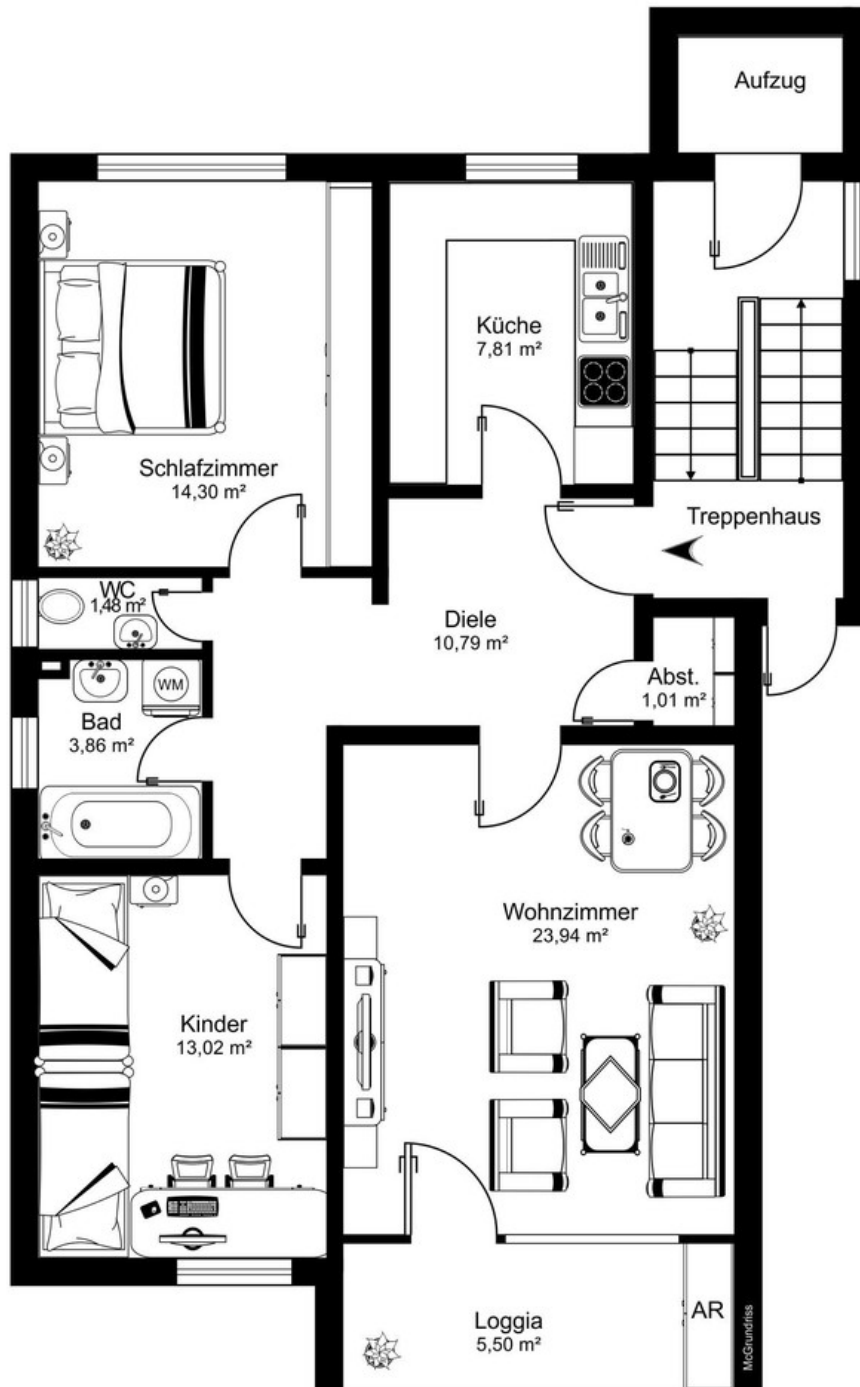 Aufzug
Küche
7,81 m²
Schlafzimmer
14,30 m²
Treppenhaus
WC
1,48 m²
Diele
10,79 m²
Abst.
1,01 m²
WM
Bad
3,86 m²
Wohnzimmer
23,94 m²
Kinder
13,02 m²
Loggia
5,50 m²
AR
McGrundriss